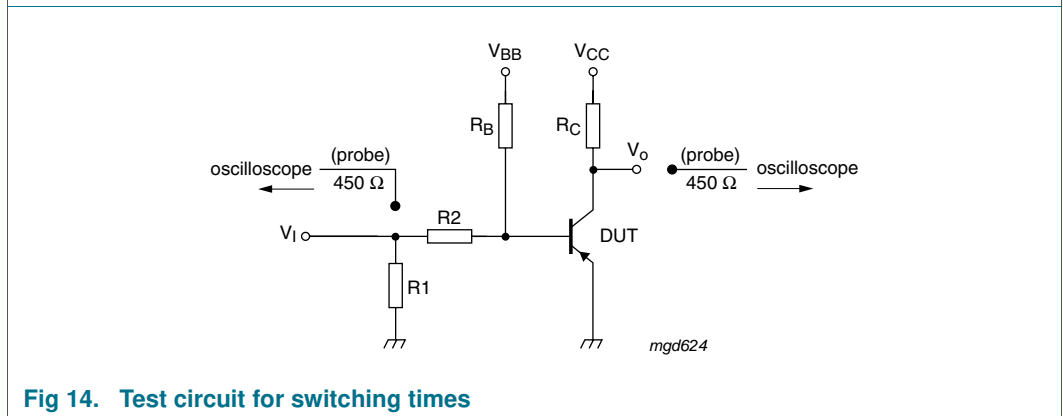 VBB
VCC
RB
RC
Vo
(probe)
450 Ω
oscilloscope
(probe)
450 Ω
oscilloscope
R2
VI
DUT
R1
mgd624
Fig 14. Test circuit for switching times